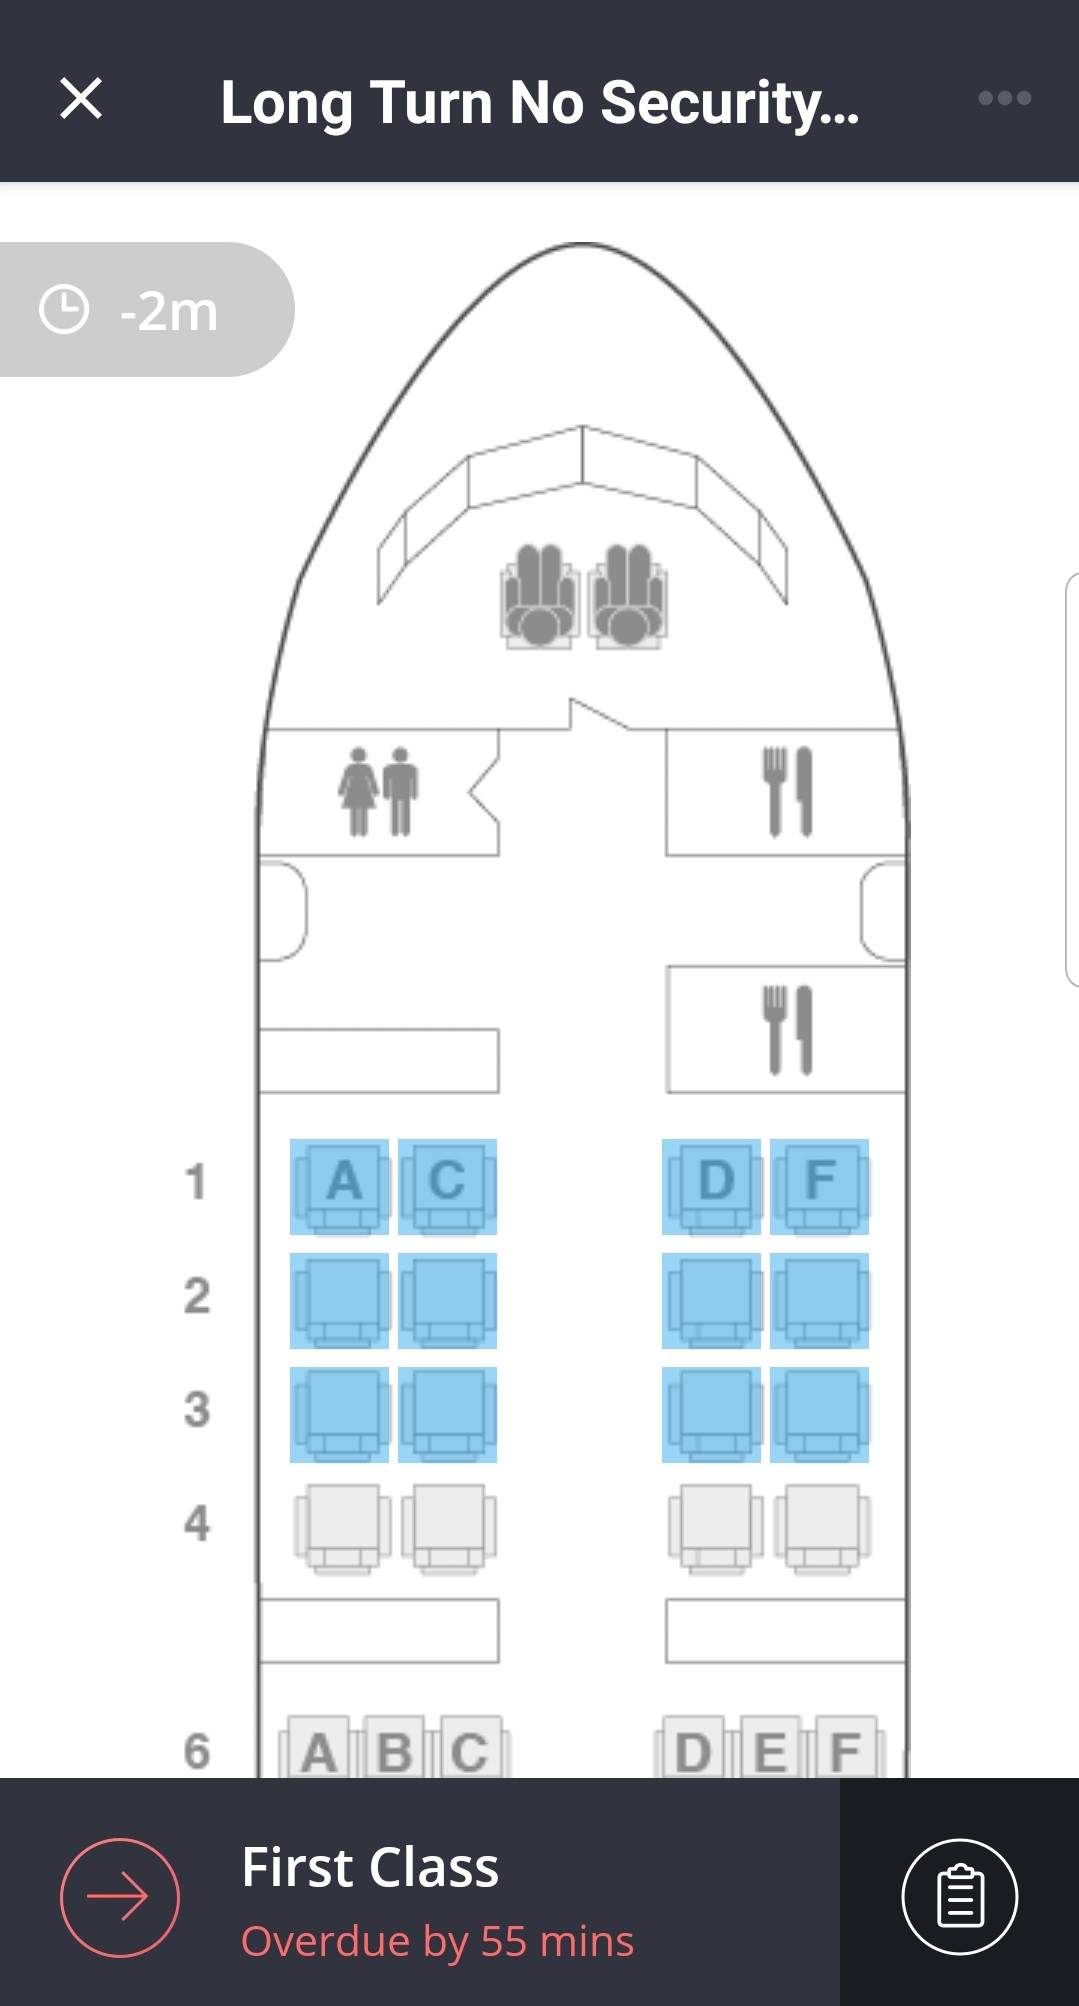 Long Turn No Security...
-2m
1 A C D F
2
3
4
6 A B C D E F
First Class
Overdue by 55 mins